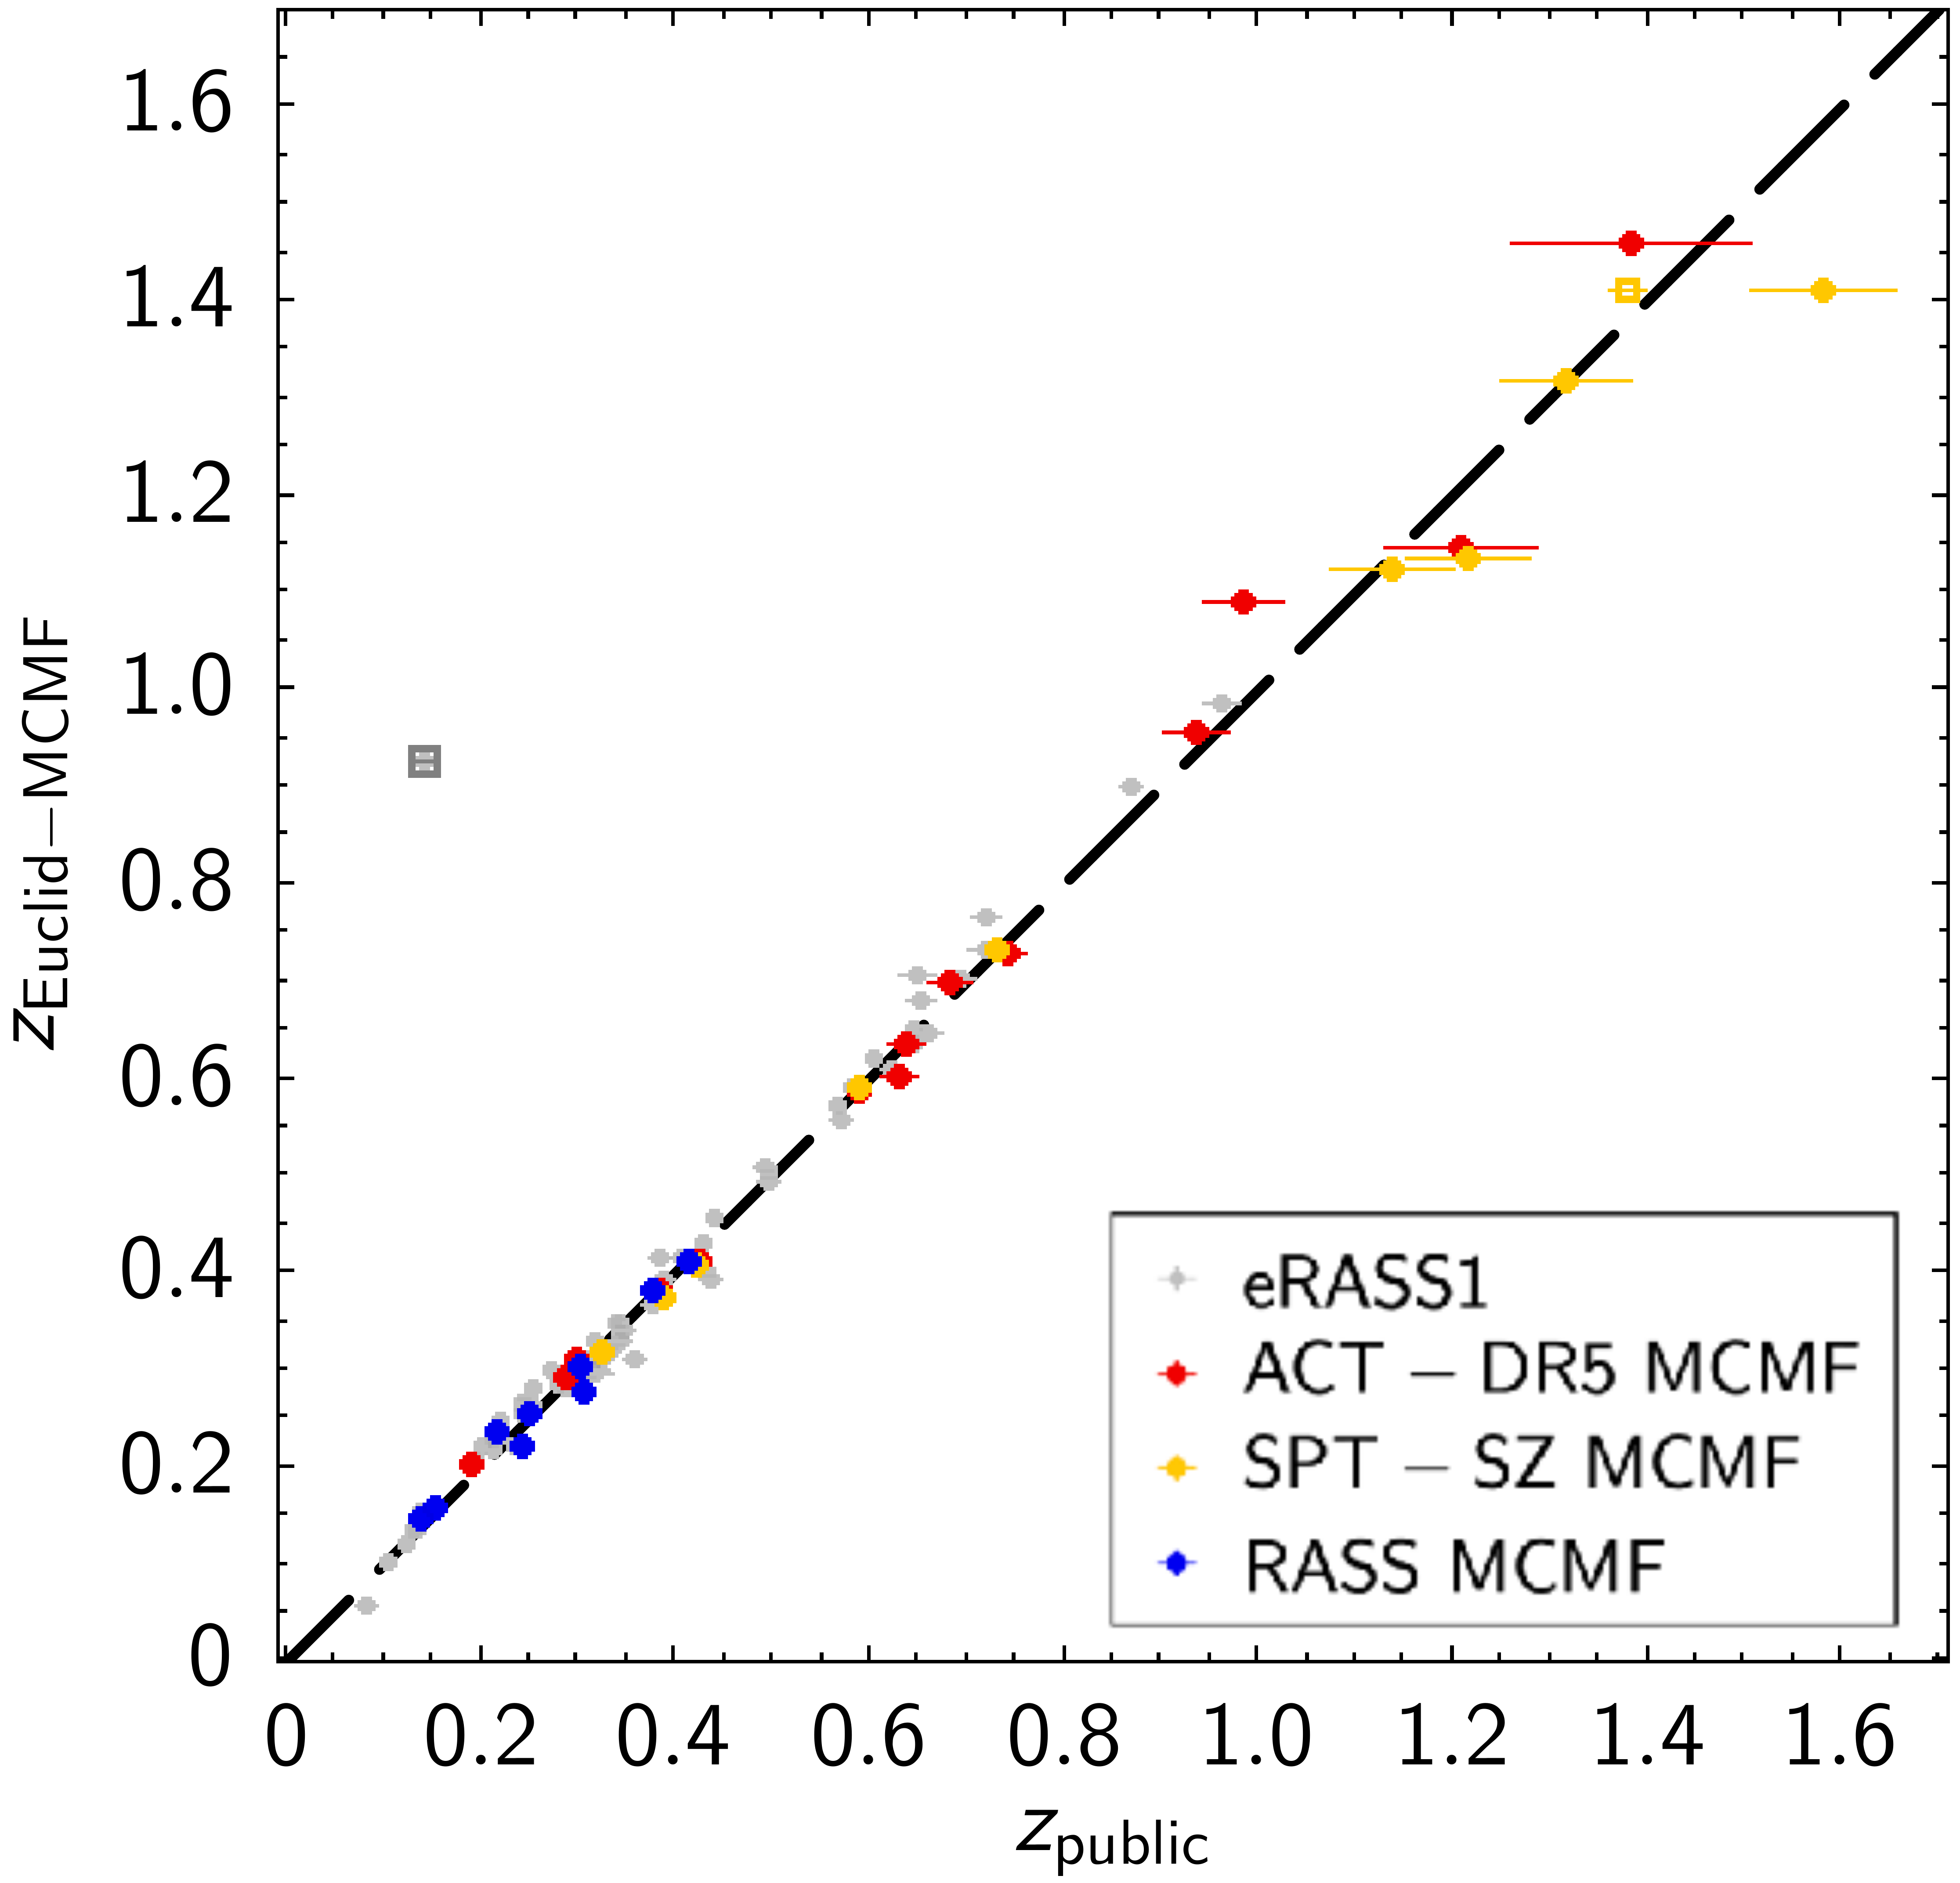 1.6
1.4
1.2
1.0
0.8
0.6
0.4
0.2
0
zEuclid−MCMF
eRASS1
ACT − DR5 MCMF
SPT − SZ MCMF
RASS MCMF
0 0.2 0.4 0.6 0.8 1.0 1.2 1.4 1.6
zpublic